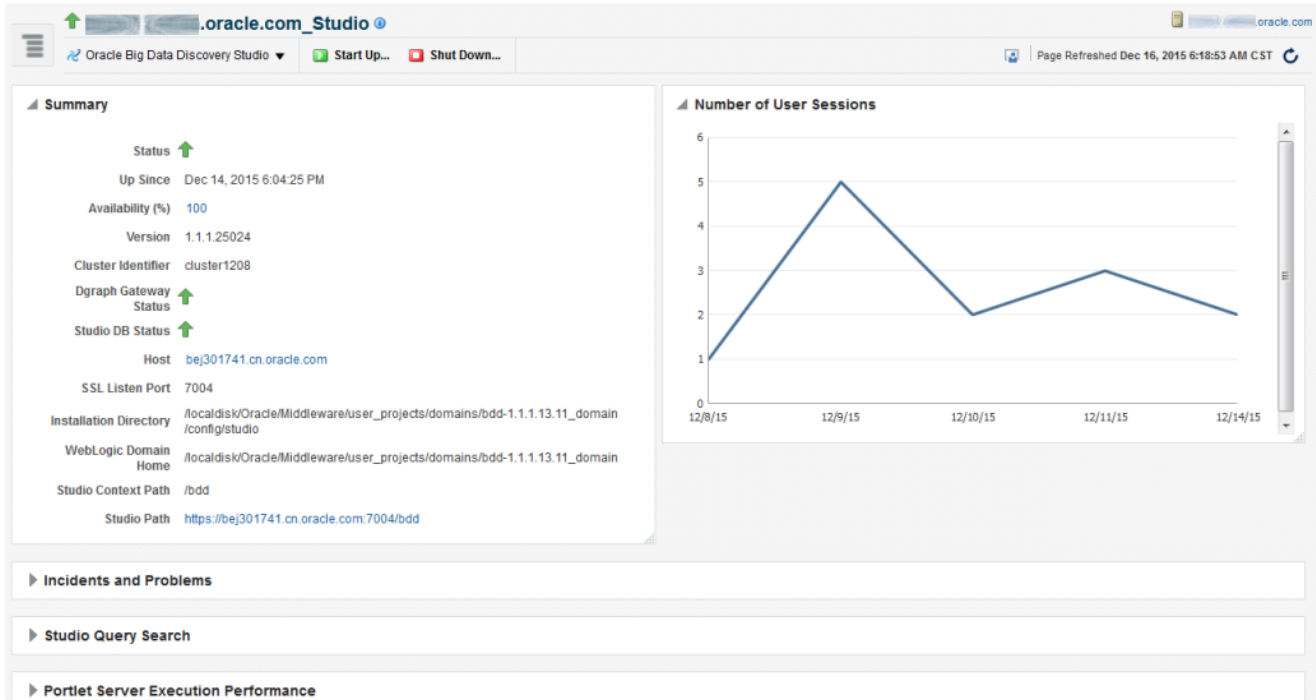 .oracle.com_Studio
.oracle.com
Oracle Big Data Discovery Studio
Start Up...
Shut Down...
Page Refreshed Dec 16, 2015 6:18:53 AM CST
Summary
Status
Up Since Dec 14, 2015 6:04:25 PM
Availability (%) 100
Version 1.1.1.25024
Cluster Identifier cluster1208
Dgraph Gateway
Status
Studio DB Status
Host bej301741.cn.oracle.com
SSL Listen Port 7004
Installation Directory /localdisk/Oracle/Middleware/user_projects/domains/bdd-1.1.1.13.11_domain
/config/studio
WebLogic Domain
Home /localdisk/Oracle/Middleware/user_projects/domains/bdd-1.1.1.13.11_domain
Studio Context Path /bdd
Studio Path https://bej301741.cn.oracle.com:7004/bdd
Number of User Sessions
6
5
4
3
2
1
0
12/8/15 12/9/15 12/10/15 12/11/15 12/14/15
Incidents and Problems
Studio Query Search
Portlet Server Execution Performance